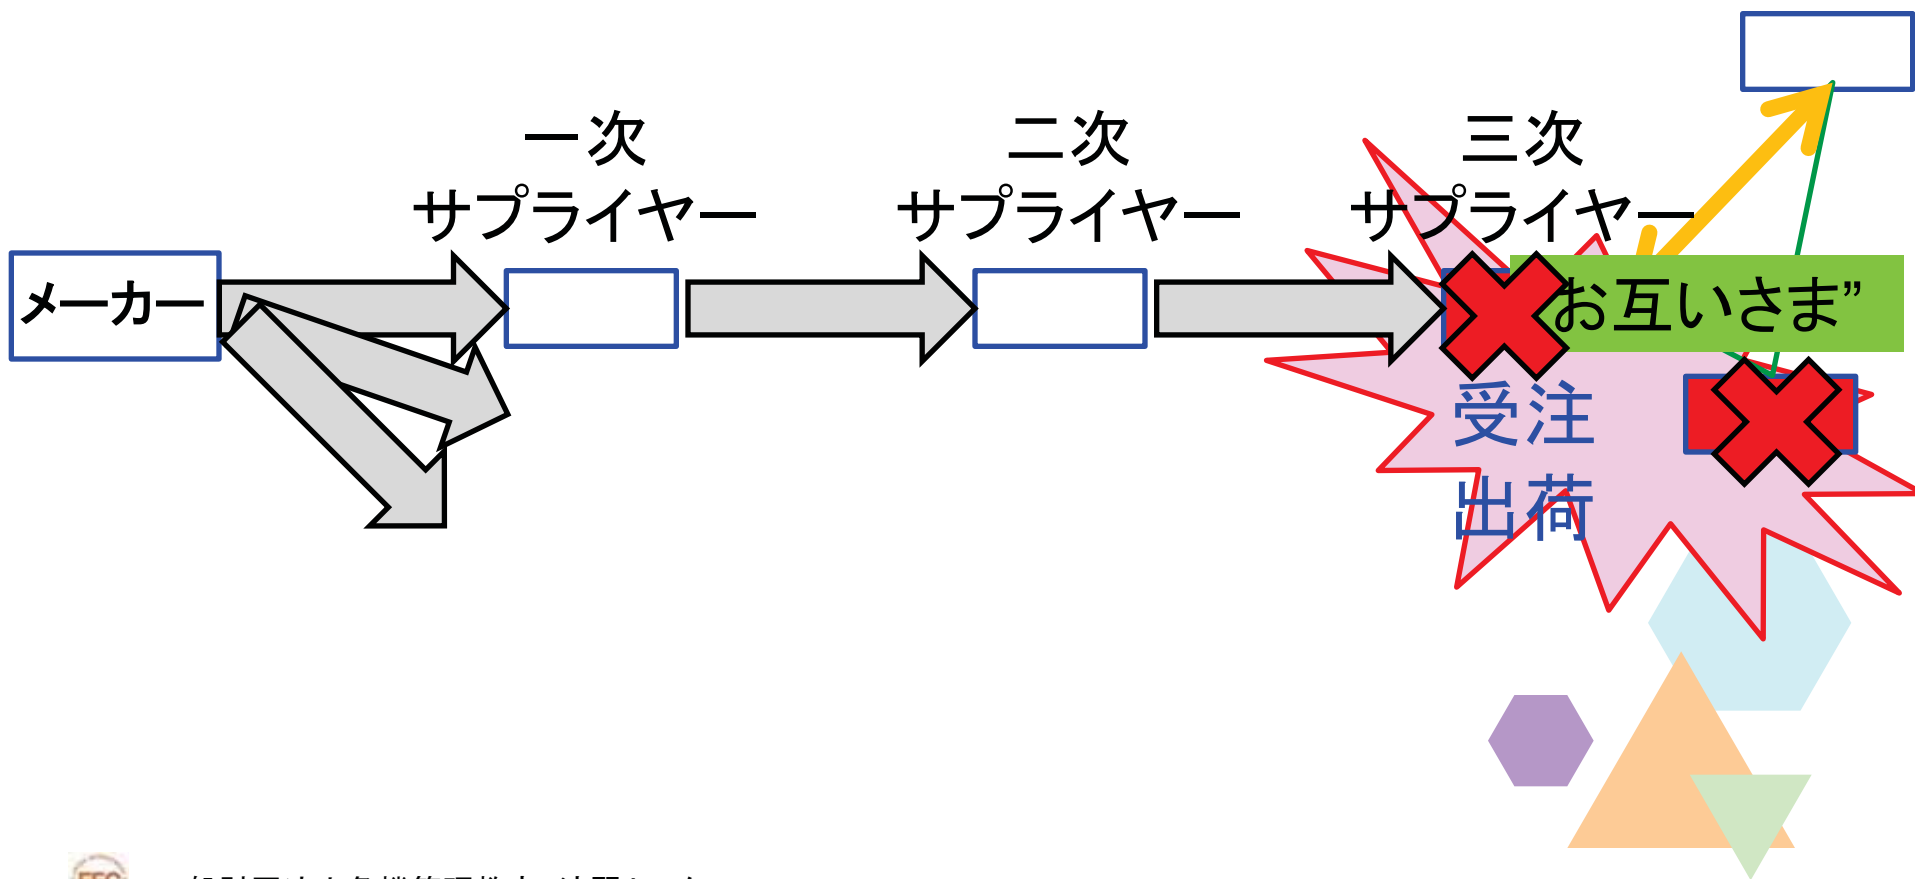 一次
サプライヤー
二次
サプライヤー
三次
サプライヤー
メーカー
お互いさま”
受注
出荷